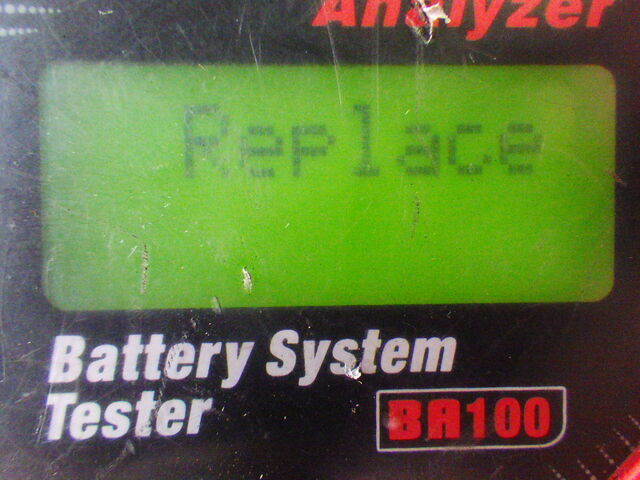 Analyzer
Replace
Battery System
Tester
BA100